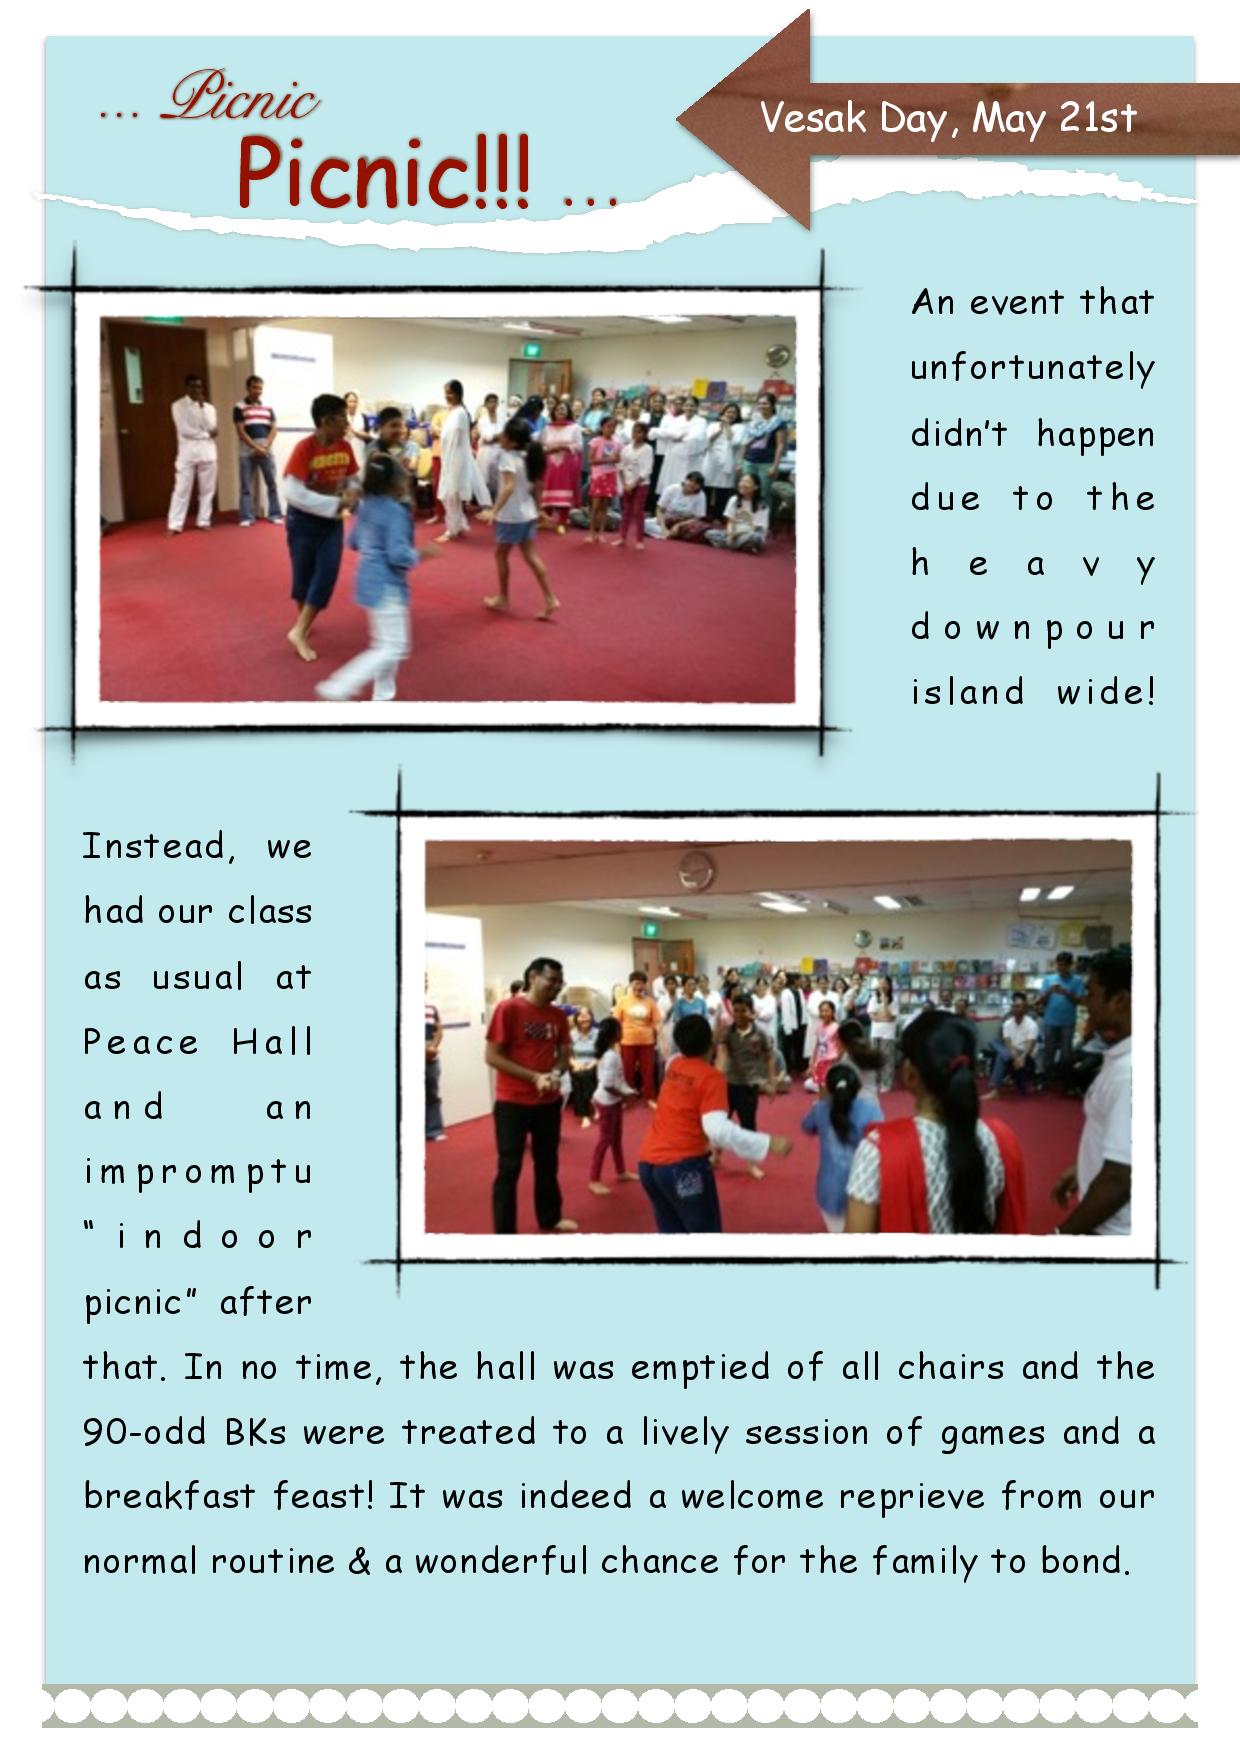 ... Picnic
Picnic!!! ...
Vesak Day, May 21st
An event that
unfortunately
didn't happen
due to the
heavy
downpour
island wide!
Instead, we
had our class
as usual at
Peace Hall
and an
impromptu
“indoor
picnic” after
that. In no time, the hall was emptied of all chairs and the
90-odd BKs were treated to a lively session of games and a
breakfast feast! It was indeed a welcome reprieve from our
normal routine & a wonderful chance for the family to bond.